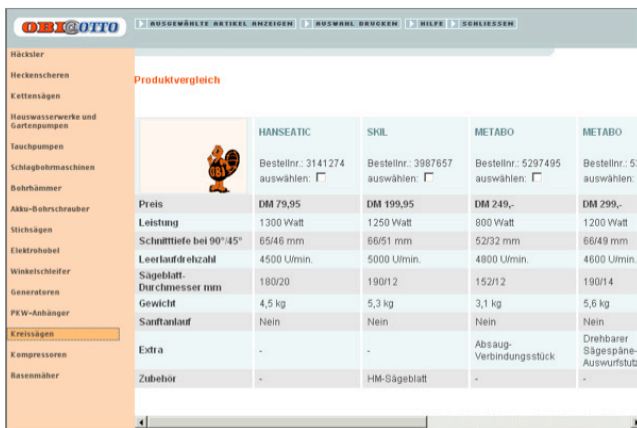 OBI@OTTO
AUSGEWÄHLTE ARTIKEL ANZEIGEN AUSWAHL DRUCKEN HILFE SCHLIESSEN
Häcksler
Heckenscheren
Kettensägen
Hauswasserwerke und
Gartenpumpen
Tauchpumpen
Schlagbohrmaschinen
Bohrhämmer
Akku-Bohrschrauber
Stichsägen
Elektrohobel
Winkelschleifer
Generatoren
PKW-Anhänger
Kreissägen
Kompressoren
Rasenmäher
Produktvergleich
OBI
HANSEATIC SKIL METABO METABO
Bestellnr.: 3141274 Bestellnr.: 3987657 Bestellnr.: 5297495 Bestellnr.: 5
auswählen: auswählen: auswählen: auswählen:
Preis DM 79,95 DM 199,95 DM 249,- DM 299,-
Leistung 1300 Watt 1250 Watt 800 Watt 1200 Watt
Schnitttiefe bei 90°/45° 65/46 mm 66/51 mm 52/32 mm 66/49 mm
Leerlaufdrehzahl 4500 U/min. 5000 U/min. 4800 U/min. 4600 U/min.
Sägeblatt-
Durchmesser mm 180/20 190/12 152/12 190/14
Gewicht 4,5 kg 5,3 kg 3,1 kg 5,6 kg
Sanftanlauf Nein Nein Nein Nein
Extra - - Absaug-
Verbindungsstück Drehbarer
Sägespäne-
Auswurfstutz
Zubehör - HM-Sägeblatt - -